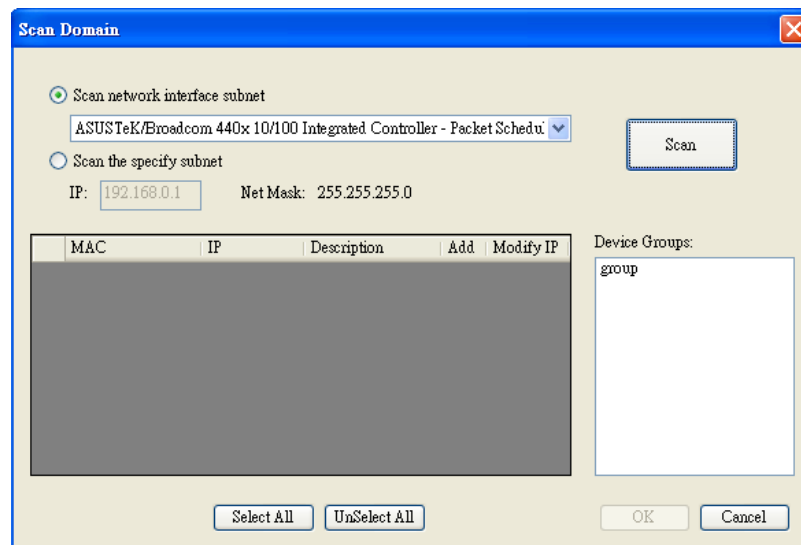 Scan Domain
Scan network interface subnet
ASUSTeK/Broadcom 440x 10/100 Integrated Controller - Packet Schedul
Scan
Scan the specify subnet
IP: 192.168.0.1 Net Mask: 255.255.255.0
MAC IP Description Add Modify IP
Device Groups:
group
Select All UnSelect All OK Cancel